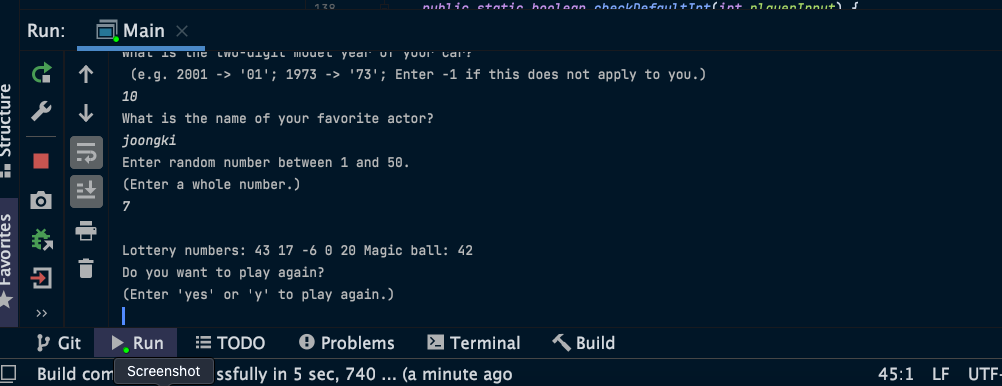 138 public static boolean checkDefaultInt(int playerInput) {
Run: Main
What is the two-digit model year of your car?
(e.g. 2001 -> '01'; 1973 -> '73'; Enter -1 if this does not apply to you.)
10
What is the name of your favorite actor?
joongki
Enter random number between 1 and 50.
(Enter a whole number.)
7
Lottery numbers: 43 17 -6 0 20 Magic ball: 42
Do you want to play again?
(Enter 'yes' or 'y' to play again.)
Structure
Favorites
Git Run TODO Problems Terminal Build
Screenshot
Build com ssfully in 5 sec, 740 ... (a minute ago 45:1 LF UTF-